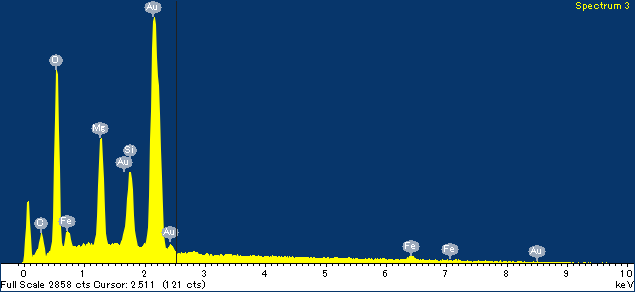 Spectrum 3
Au
O
Mg
Si
Au
C
Fe
Au
Fe
Fe
Au
0 1 2 3 4 5 6 7 8 9 10
Full Scale 2858 cts Cursor: 2.511 (121 cts) keV